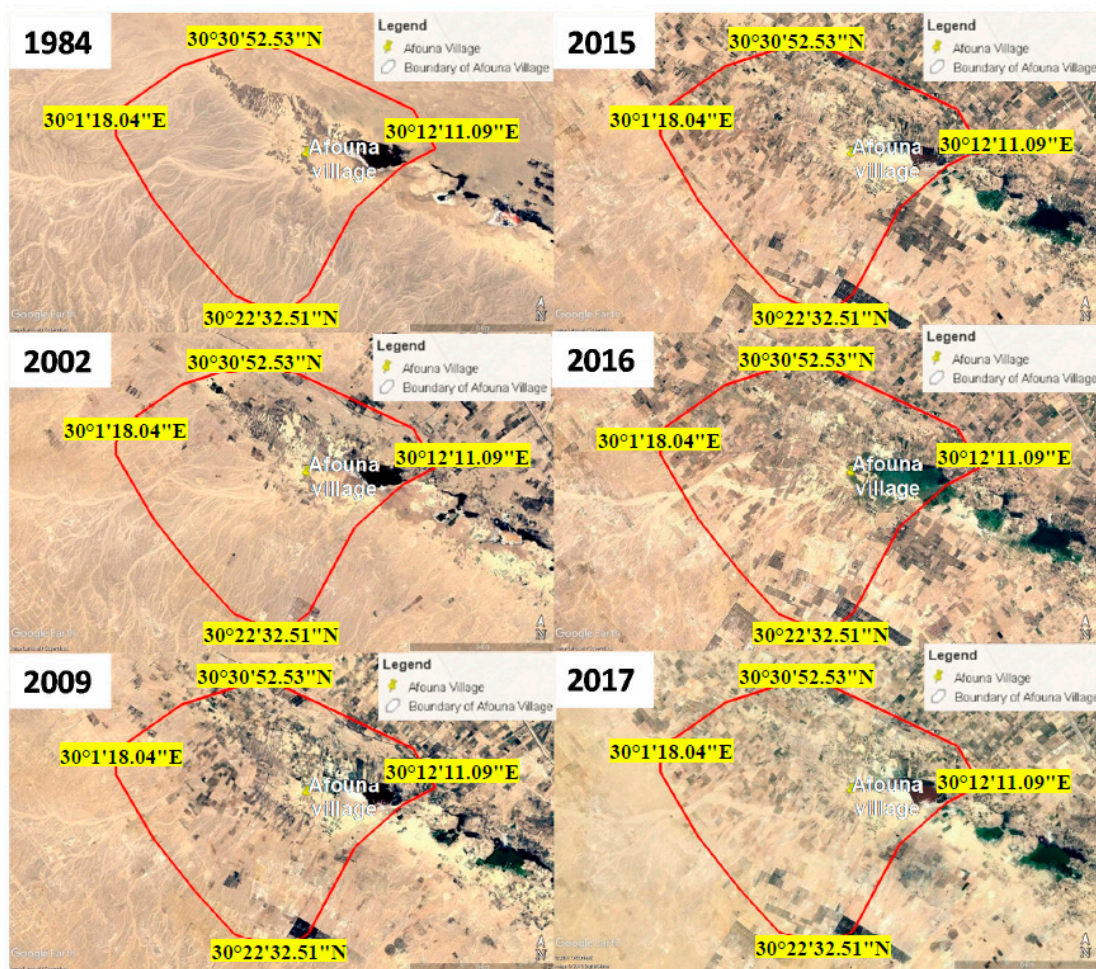 1984
30°30'52.53"N
Legend
Afouna Village
Boundary of Afouna Village
30°1'18.04"E
30°12'11.09"E
Afouna
village
30°22'32.51"N
Google Earth
N
2015
30°30'52.53"N
Legend
Afouna Village
Boundary of Afouna Village
30°1'18.04"E
30°12'11.09"E
Afouna
village
30°22'32.51"N
Google Earth
N
2002
30°30'52.53"N
Legend
Afouna Village
Boundary of Afouna Village
30°1'18.04"E
30°12'11.09"E
Afouna
village
30°22'32.51"N
Google Earth
N
2016
30°30'52.53"N
Legend
Afouna Village
Boundary of Afouna Village
30°1'18.04"E
30°12'11.09"E
Afouna
village
30°22'32.51"N
Google Earth
N
2009
30°30'52.53"N
Legend
Afouna Village
Boundary of Afouna Village
30°1'18.04"E
30°12'11.09"E
Afouna
village
30°22'32.51"N
Google Earth
N
2017
30°30'52.53"N
Legend
Afouna Village
Boundary of Afouna Village
30°1'18.04"E
30°12'11.09"E
Afouna
village
30°22'32.51"N
Google Earth
N